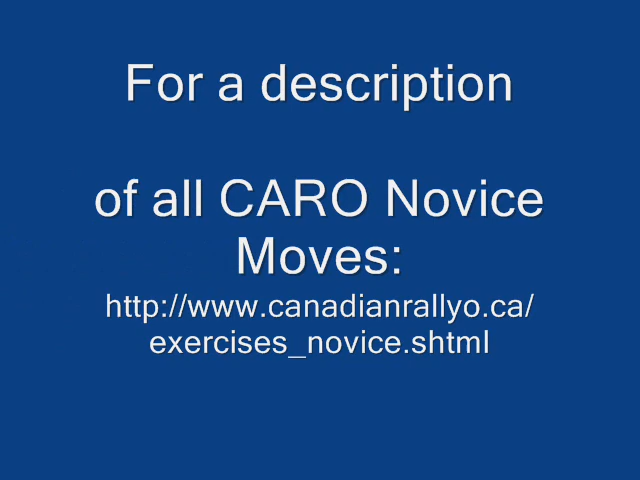 For a description
of all CARO Novice
Moves:
http://www.canadianrallyo.ca/
exercises_novice.shtml